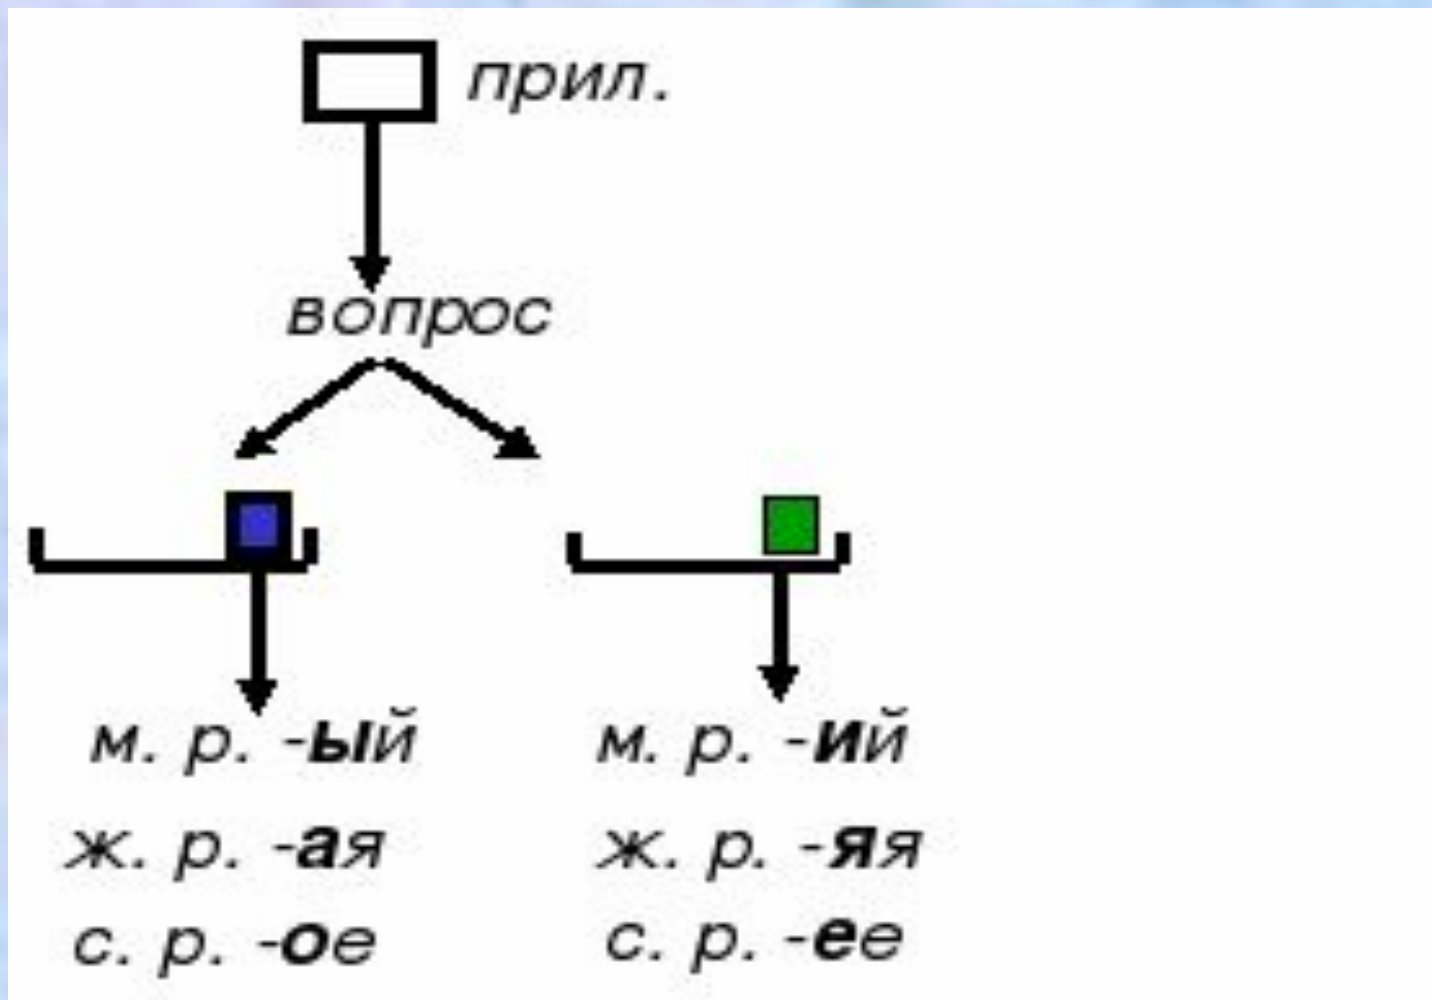 прил.
вопрос
м. р. -ый
ж. р. -ая
с. р. -ое
м. р. -ий
ж. р. -яя
с. р. -ее